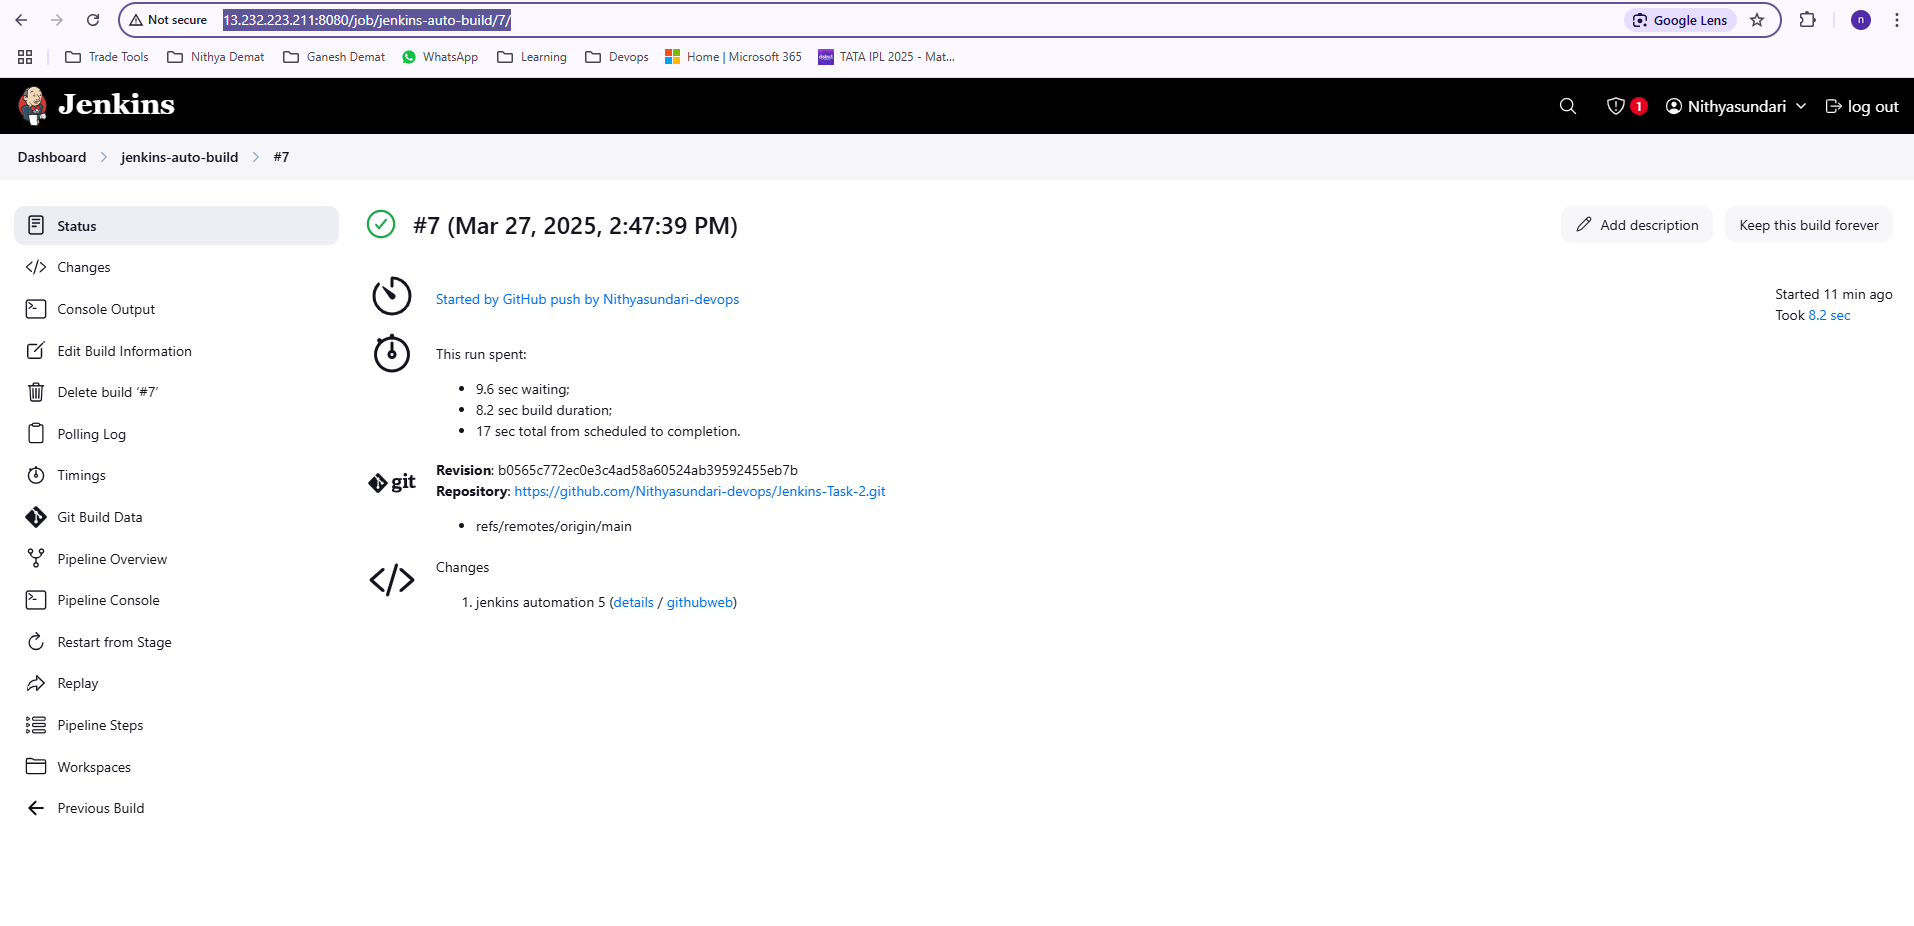 Not secure
13.232.223.211:8080/job/jenkins-auto-build/7/
Google Lens
n
Trade Tools
Nithya Demat
Ganesh Demat
WhatsApp
Learning
Devops
Home | Microsoft 365
TATA IPL 2025 - Mat...
Jenkins
1
Nithyasundari
log out
Dashboard
jenkins-auto-build
#7
Status
Changes
Console Output
Edit Build Information
Delete build ‘#7’
Polling Log
Timings
Git Build Data
Pipeline Overview
Pipeline Console
Restart from Stage
Replay
Pipeline Steps
Workspaces
Previous Build
#7 (Mar 27, 2025, 2:47:39 PM)
Add description
Keep this build forever
Started by GitHub push by Nithyasundari-devops
Started 11 min ago
Took 8.2 sec
This run spent:
9.6 sec waiting;
8.2 sec build duration;
17 sec total from scheduled to completion.
git
Revision: b0565c772ec0e3c4ad58a60524ab39592455eb7b
Repository: https://github.com/Nithyasundari-devops/Jenkins-Task-2.git
refs/remotes/origin/main
Changes
1. jenkins automation 5 (details / githubweb)